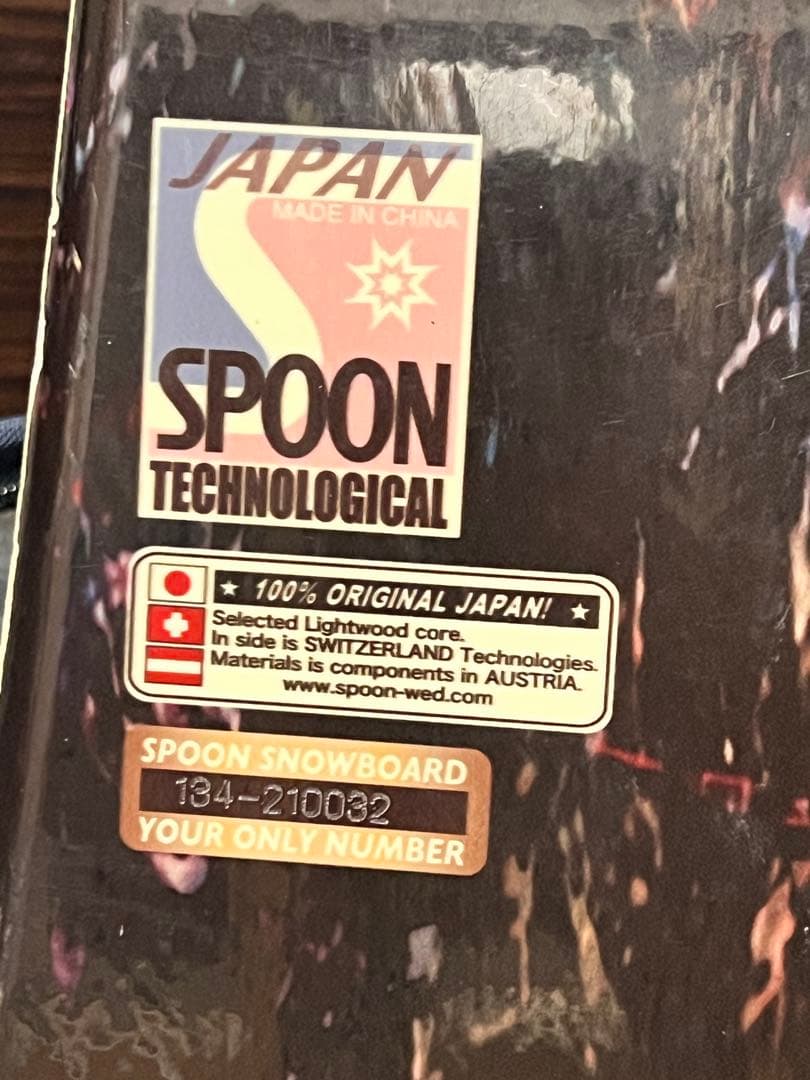 JAPAN
MADE IN CHINA
SPOON
TECHNOLOGICAL
★ 100% ORIGINAL JAPAN! ★
Selected Lightwood core.
In side is SWITZERLAND Technologies.
Materials is components in AUSTRIA.
www.spoon-wed.com
SPOON SNOWBOARD
134-210032
YOUR ONLY NUMBER